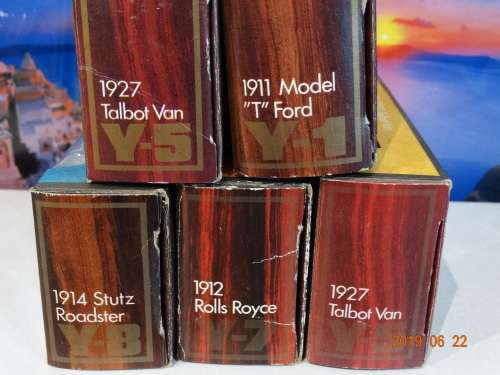 1927
Talbot Van
Y-5
1911 Model
"T" Ford
Y-1
1914 Stutz
Roadster
Y-8
1912
Rolls Royce
Y-7
1927
Talbot Van
2019 06 22